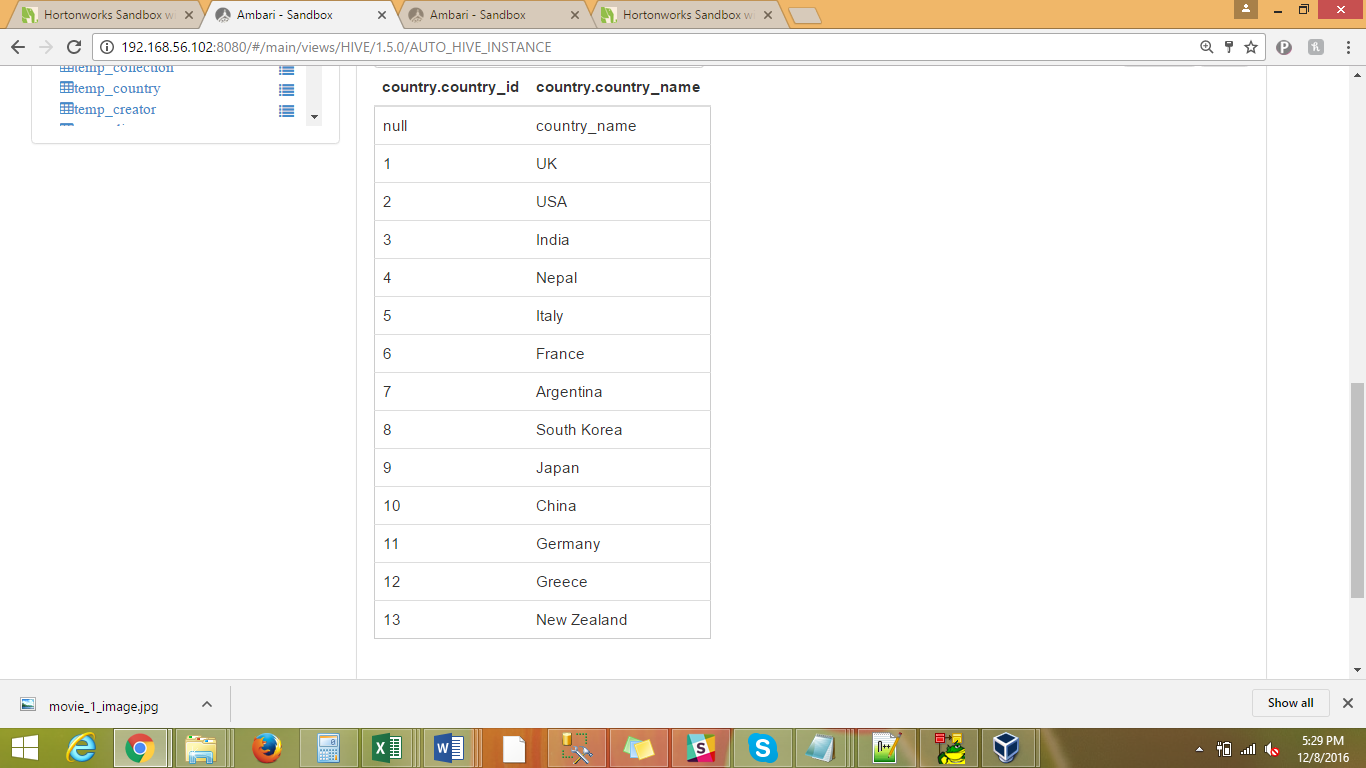 Hortonworks Sandbox w
Ambari - Sandbox
Ambari - Sandbox
Hortonworks Sandbox w
192.168.56.102:8080/#/main/views/HIVE/1.5.0/AUTO_HIVE_INSTANCE
temp_collection
temp_country
temp_creator
country.country_id country.country_name
null country_name
1 UK
2 USA
3 India
4 Nepal
5 Italy
6 France
7 Argentina
8 South Korea
9 Japan
10 China
11 Germany
12 Greece
13 New Zealand
movie_1_image.jpg
Show all
5:29 PM
12/8/2016